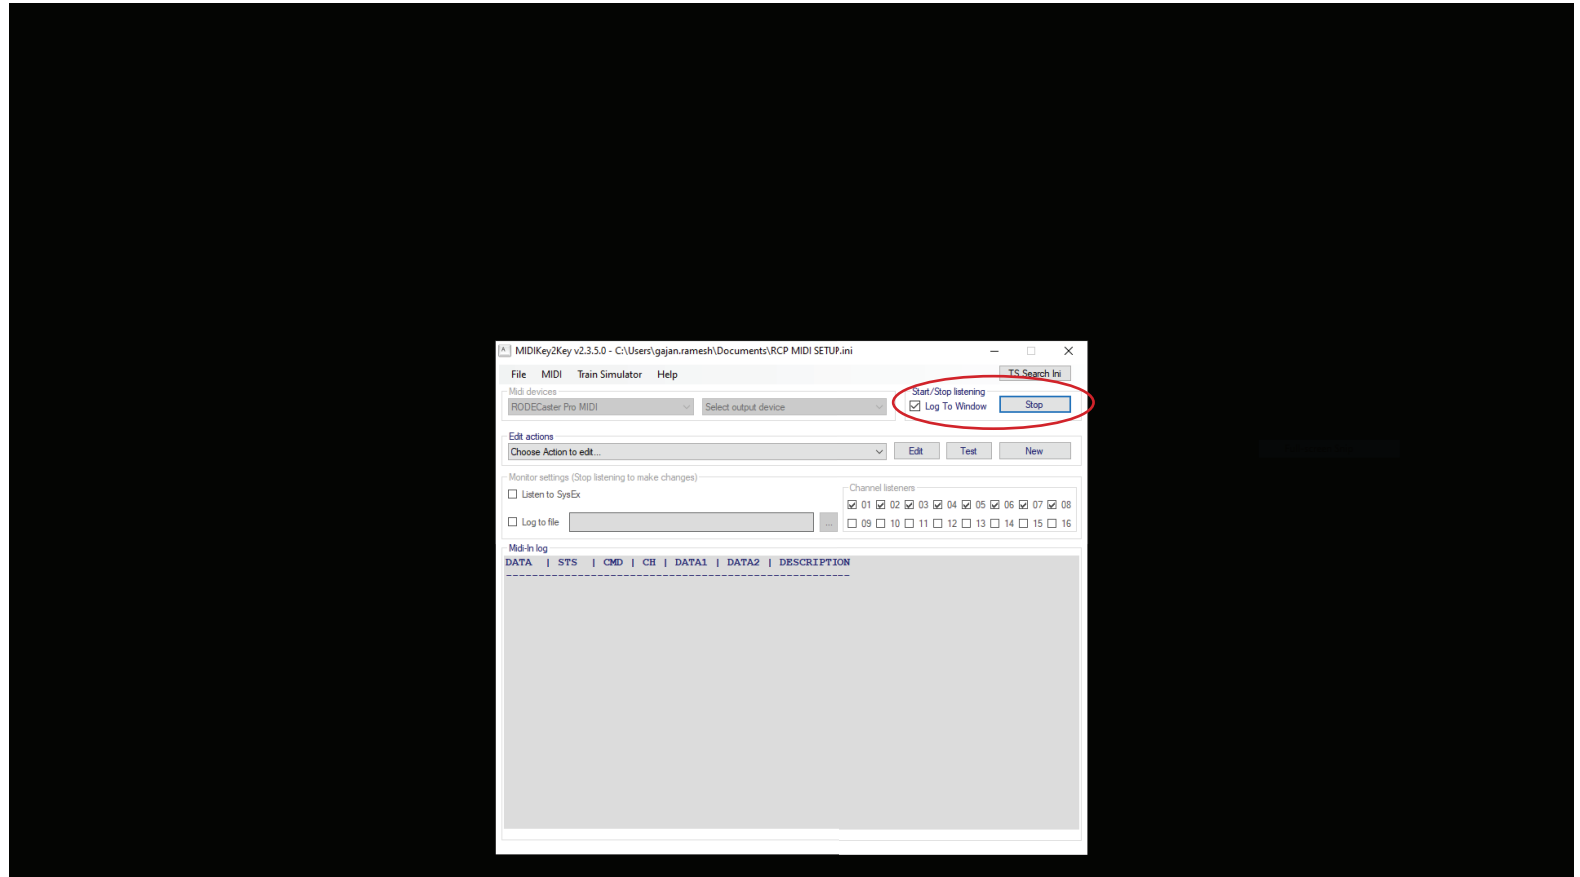 MIDIKey2Key v2.3.5.0 - C:\Users\gajan.ramesh\Documents\RCP MIDI SETUP.ini
File MIDI Train Simulator Help TS Search Ini
Midi devices Start/Stop listening
RODECaster Pro MIDI Select output device Log To Window Stop
Edit actions
Choose Action to edit... Edit Test New
Monitor settings (Stop listening to make changes)
Channel listeners
Listen to SysEx
01 02 03 04 05 06 07 08
Log to file ... 09 10 11 12 13 14 15 16
Midi-In log
DATA | STS | CMD | CH | DATA1 | DATA2 | DESCRIPTION
-----------------------------------------------------